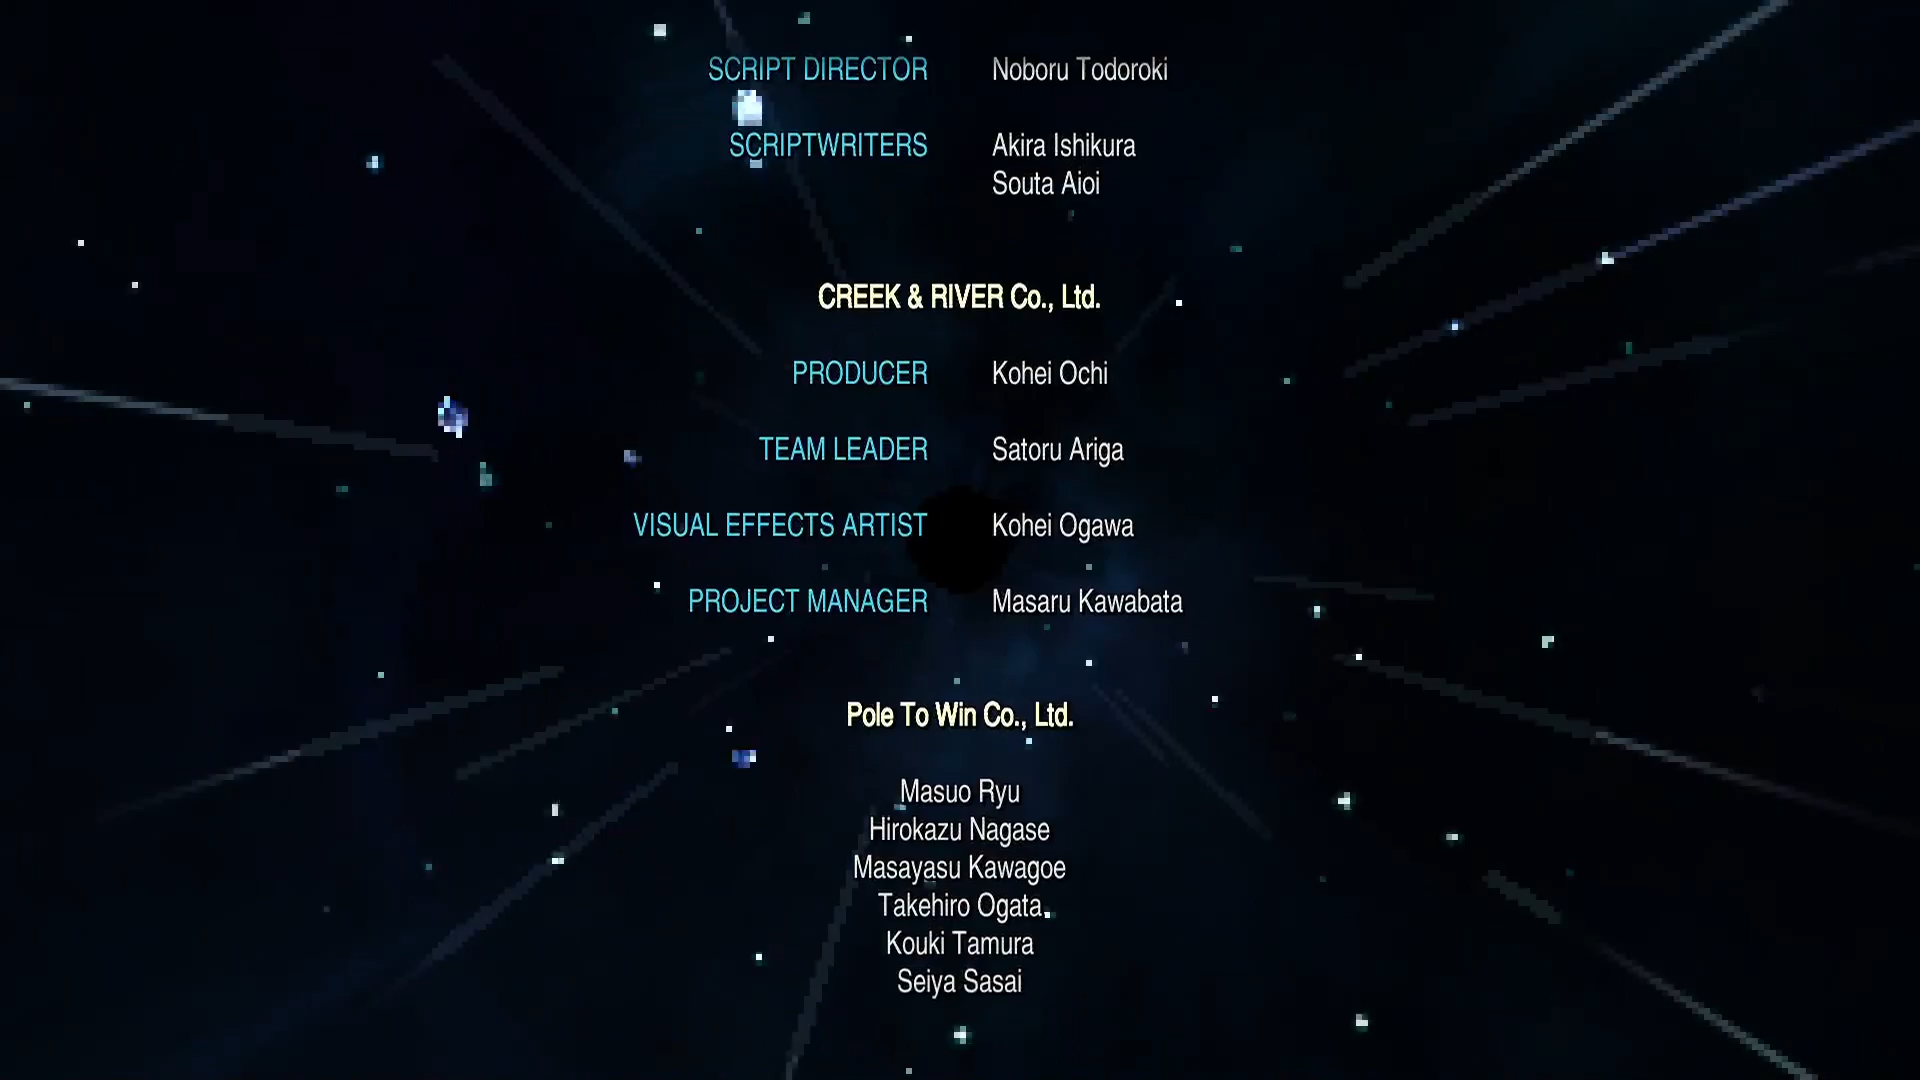 SCRIPT DIRECTOR Noboru Todoroki
SCRIPTWRITERS Akira Ishikura
Souta Aioi
CREEK & RIVER Co., Ltd.
PRODUCER Kohei Ochi
TEAM LEADER Satoru Ariga
VISUAL EFFECTS ARTIST Kohei Ogawa
PROJECT MANAGER Masaru Kawabata
Pole To Win Co., Ltd.
Masuo Ryu
Hirokazu Nagase
Masayasu Kawagoe
Takehiro Ogata
Kouki Tamura
Seiya Sasai